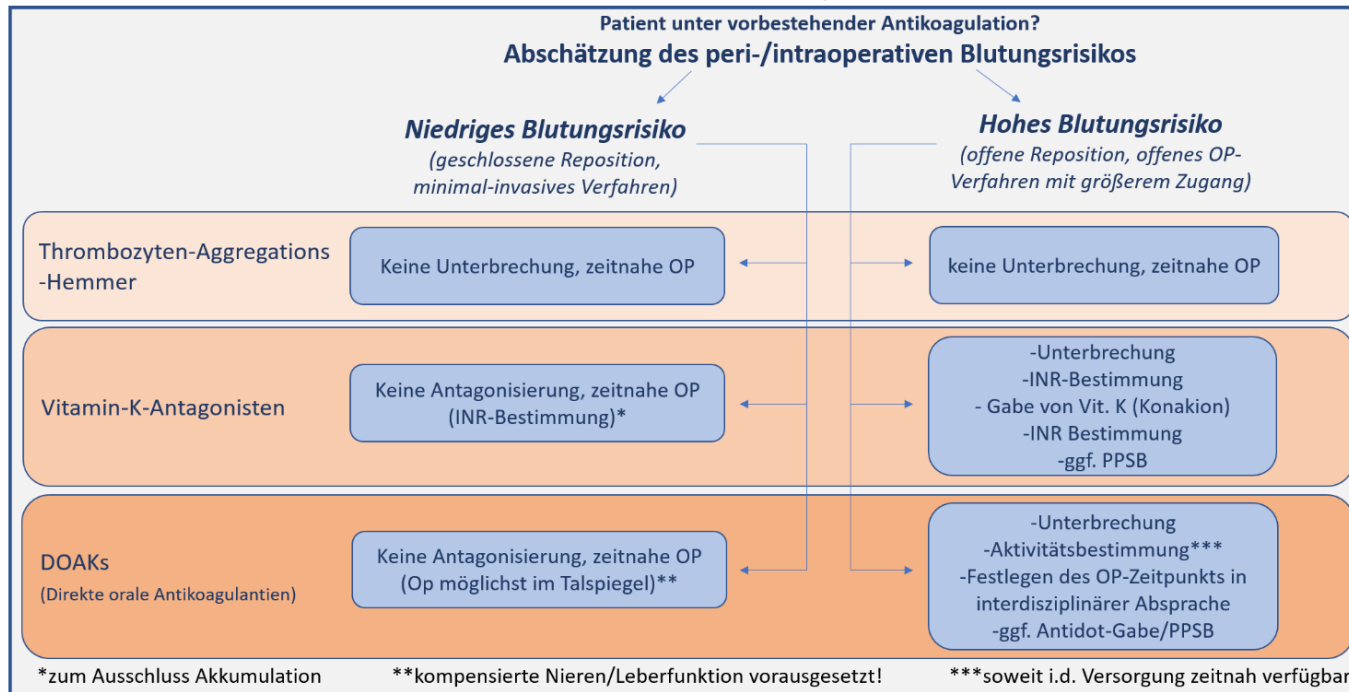 Patient unter vorbestehender Antikoagulation?
Abschätzung des peri-/intraoperativen Blutungsrisikos
Niedriges Blutungsrisiko
(geschlossene Reposition,
minimal-invasives Verfahren)
Hohes Blutungsrisiko
(offene Reposition, offenes OP-
Verfahren mit größerem Zugang)
Thrombozyten-Aggregations
-Hemmer
Keine Unterbrechung, zeitnahe OP
keine Unterbrechung, zeitnahe OP
Vitamin-K-Antagonisten
Keine Antagonisierung, zeitnahe OP
(INR-Bestimmung)*
-Unterbrechung
-INR-Bestimmung
- Gabe von Vit. K (Konakion)
-INR Bestimmung
-ggf. PPSB
DOAKs
(Direkte orale Antikoagulantien)
Keine Antagonisierung, zeitnahe OP
(Op möglichst im Talspiegel)**
-Unterbrechung
-Aktivitätsbestimmung***
-Festlegen des OP-Zeitpunkts in
interdisziplinärer Absprache
-ggf. Antidot-Gabe/PPSB
*zum Ausschluss Akkumulation
**kompensierte Nieren/Leberfunktion vorausgesetzt!
***soweit i.d. Versorgung zeitnah verfügbar